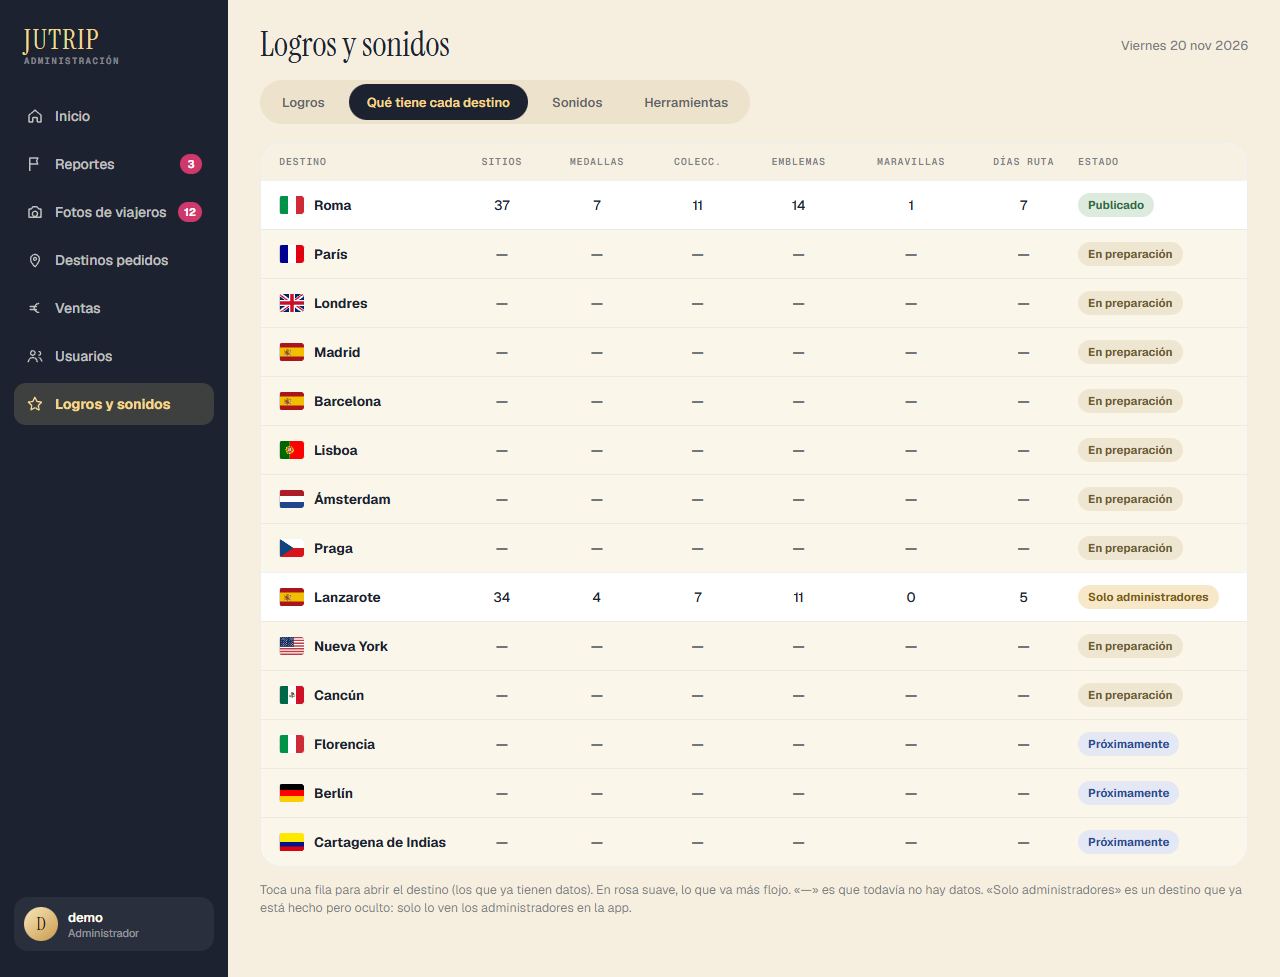 JUTRIP
ADMINISTRACIÓN
Inicio
Reportes 3
Fotos de viajeros 12
Destinos pedidos
Ventas
Usuarios
Logros y sonidos
D
demo
Administrador
Logros y sonidos
Viernes 20 nov 2026
Logros Qué tiene cada destino Sonidos Herramientas
DESTINO SITIOS MEDALLAS COLECC. EMBLEMAS MARAVILLAS DÍAS RUTA ESTADO
Roma 37 7 11 14 1 7 Publicado
París — — — — — — En preparación
Londres — — — — — — En preparación
Madrid — — — — — — En preparación
Barcelona — — — — — — En preparación
Lisboa — — — — — — En preparación
Ámsterdam — — — — — — En preparación
Praga — — — — — — En preparación
Lanzarote 34 4 7 11 0 5 Solo administradores
Nueva York — — — — — — En preparación
Cancún — — — — — — En preparación
Florencia — — — — — — Próximamente
Berlín — — — — — — Próximamente
Cartagena de Indias — — — — — — Próximamente
Toca una fila para abrir el destino (los que ya tienen datos). En rosa suave, lo que va más flojo. «—» es que todavía no hay datos. «Solo administradores» es un destino que ya
está hecho pero oculto: solo lo ven los administradores en la app.